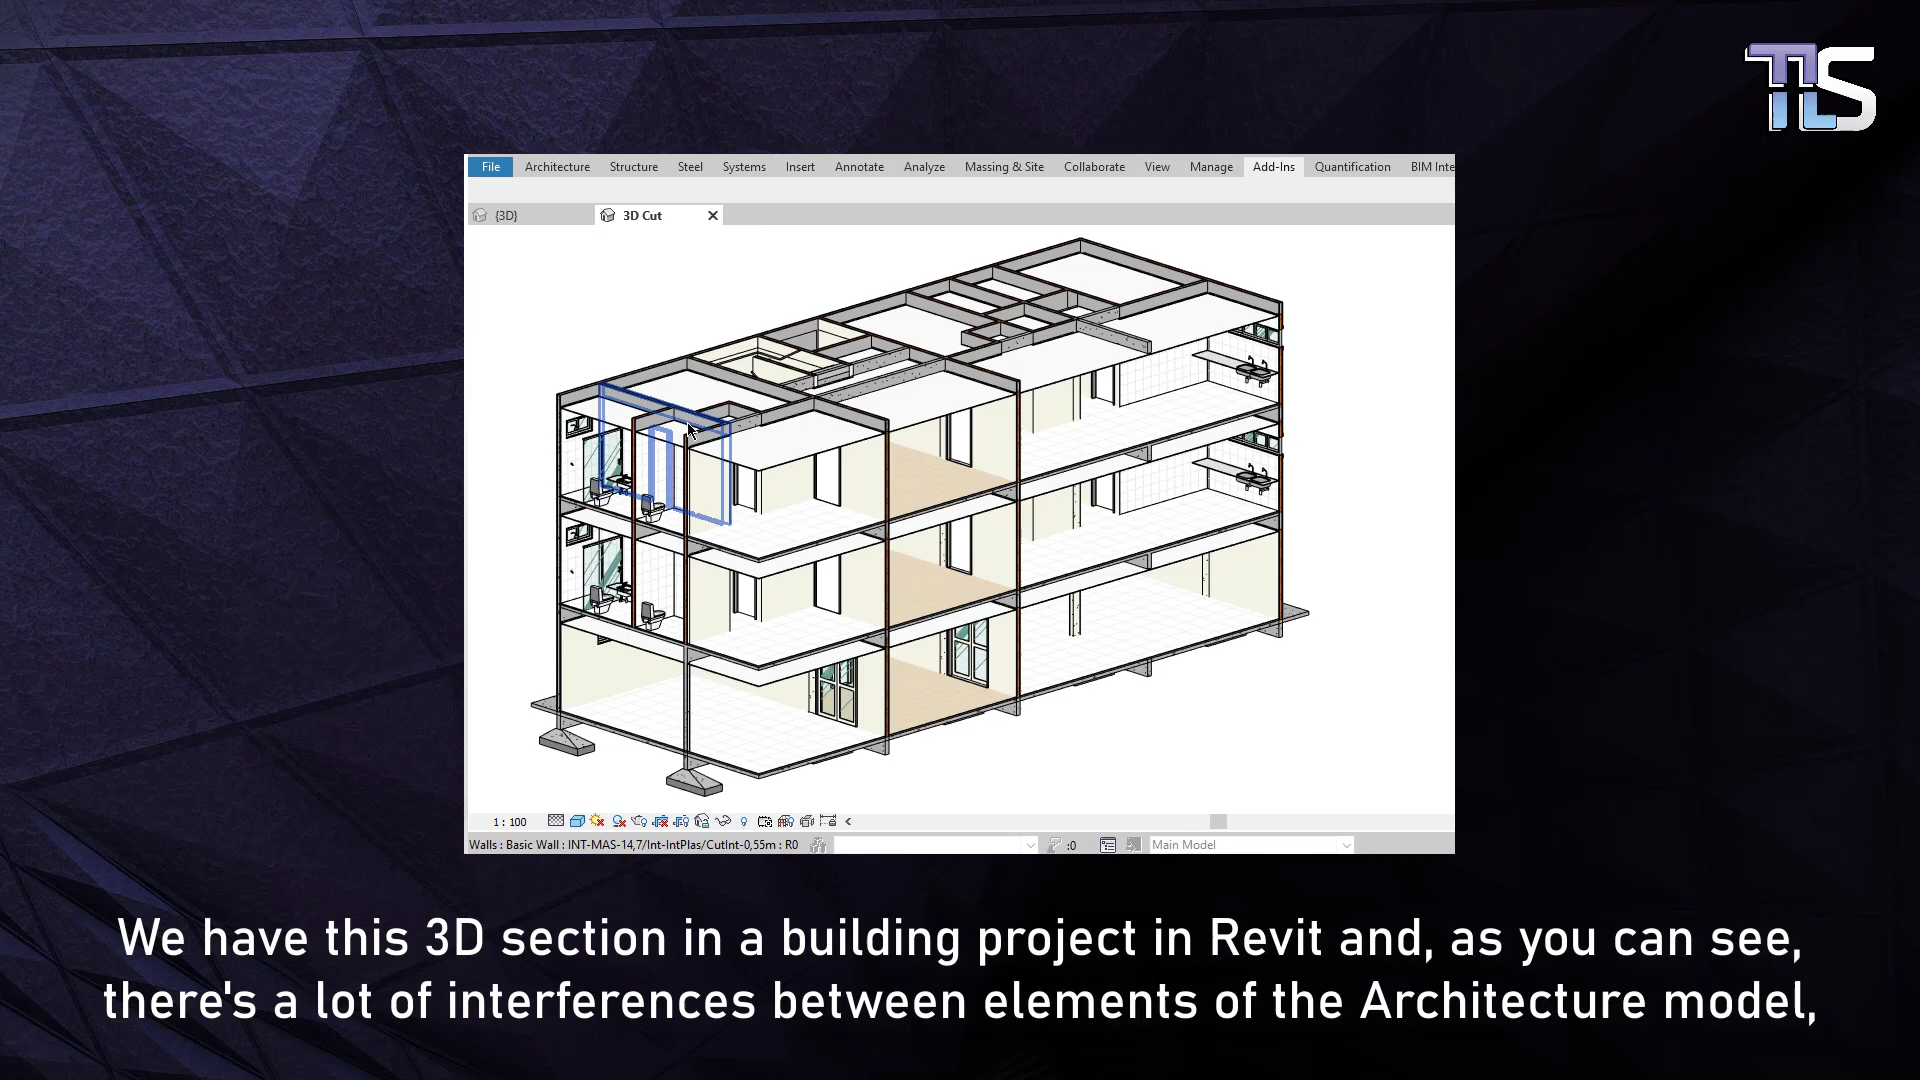 TLS
File Architecture Structure Steel Systems Insert Annotate Analyze Massing & Site Collaborate View Manage Add-Ins Quantification BIM Inte
{3D} 3D Cut
1 : 100
Walls : Basic Wall : INT-MAS-14,7/Int-IntPlas/CutInt-0,55m : R0 :0 Main Model
We have this 3D section in a building project in Revit and, as you can see,
there's a lot of interferences between elements of the Architecture model,